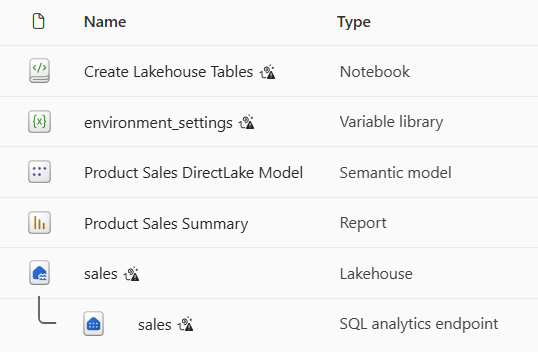 Name Type
Create Lakehouse Tables Notebook
{x} environment_settings Variable library
Product Sales DirectLake Model Semantic model
Product Sales Summary Report
sales Lakehouse
sales SQL analytics endpoint